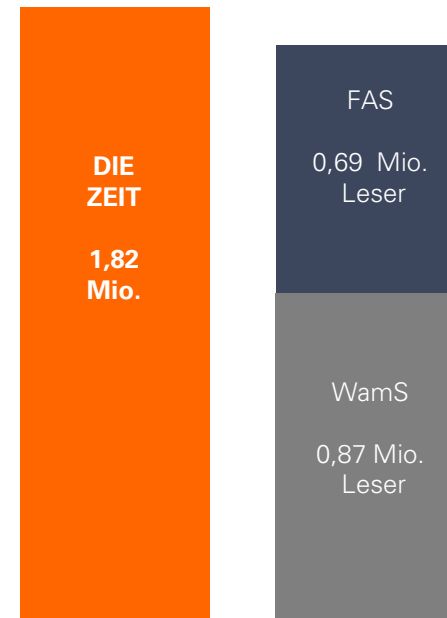 DIE
ZEIT
1,82
Mio.
FAS
0,69 Mio.
Leser
WamS
0,87 Mio.
Leser